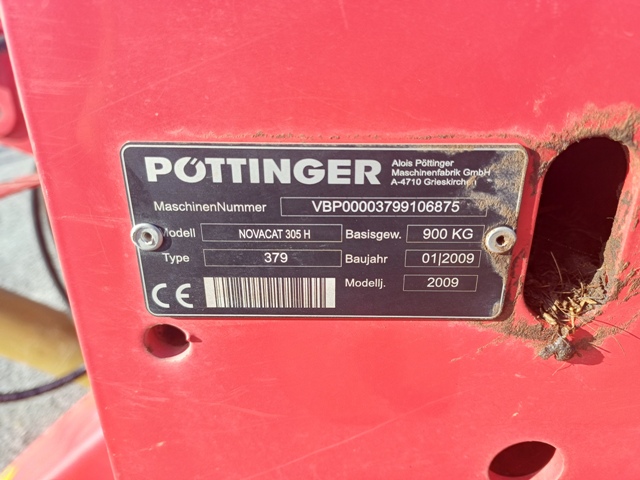 PÖTTINGER
Alois Pöttinger
Maschinenfabrik GmbH
A-4710 Grieskirchen
MaschinenNummer VBP00003799106875
Modell NOVACAT 305 H Basisgew. 900 KG
Type 379 Baujahr 01|2009
Modellj. 2009
CE